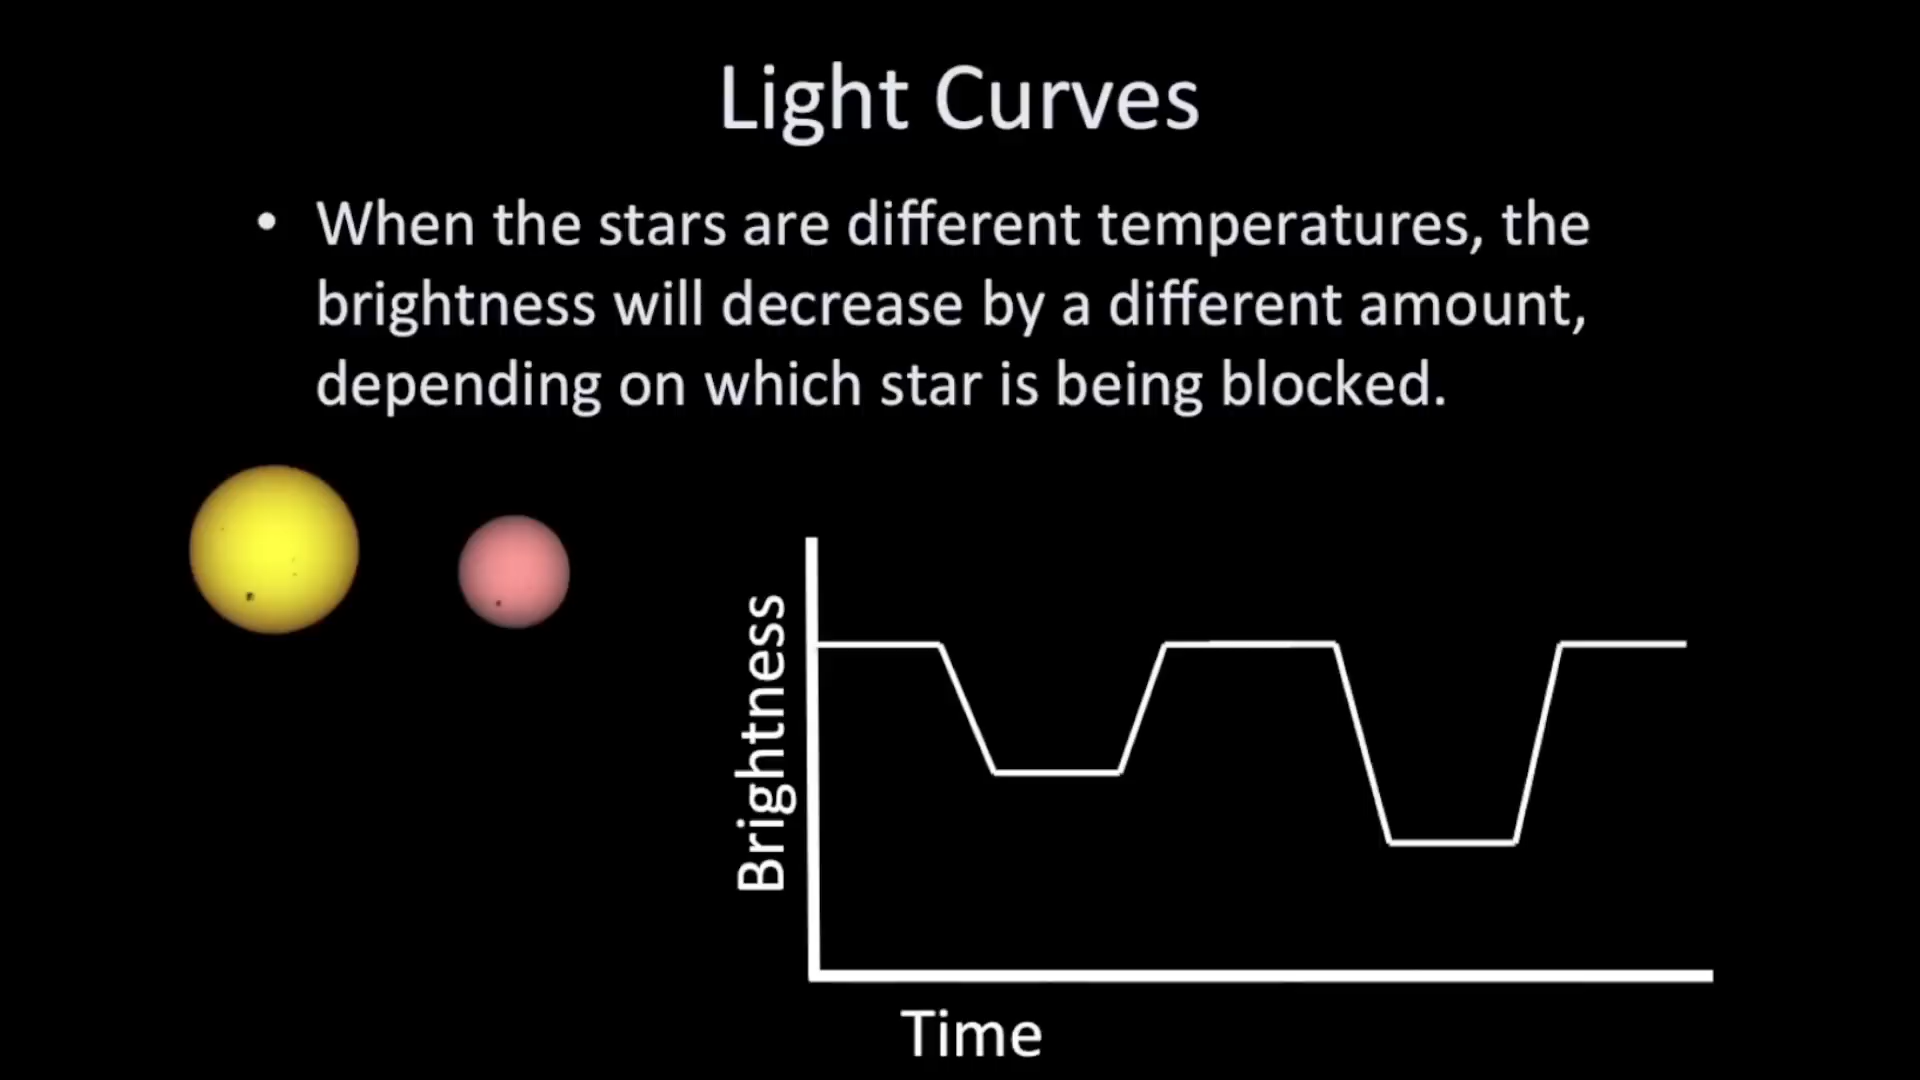 Light Curves
• When the stars are different temperatures, the
brightness will decrease by a different amount,
depending on which star is being blocked.
Brightness
Time